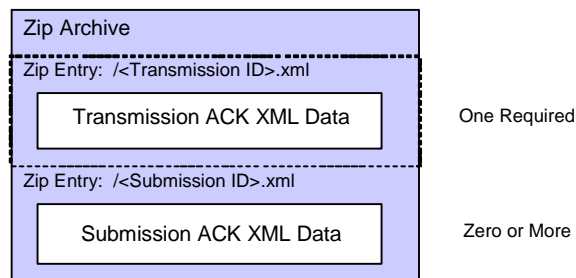 Zip Archive
Zip Entry: /<Transmission ID>.xml
Transmission ACK XML Data
One Required
Zip Entry: /<Submission ID>.xml
Submission ACK XML Data
Zero or More